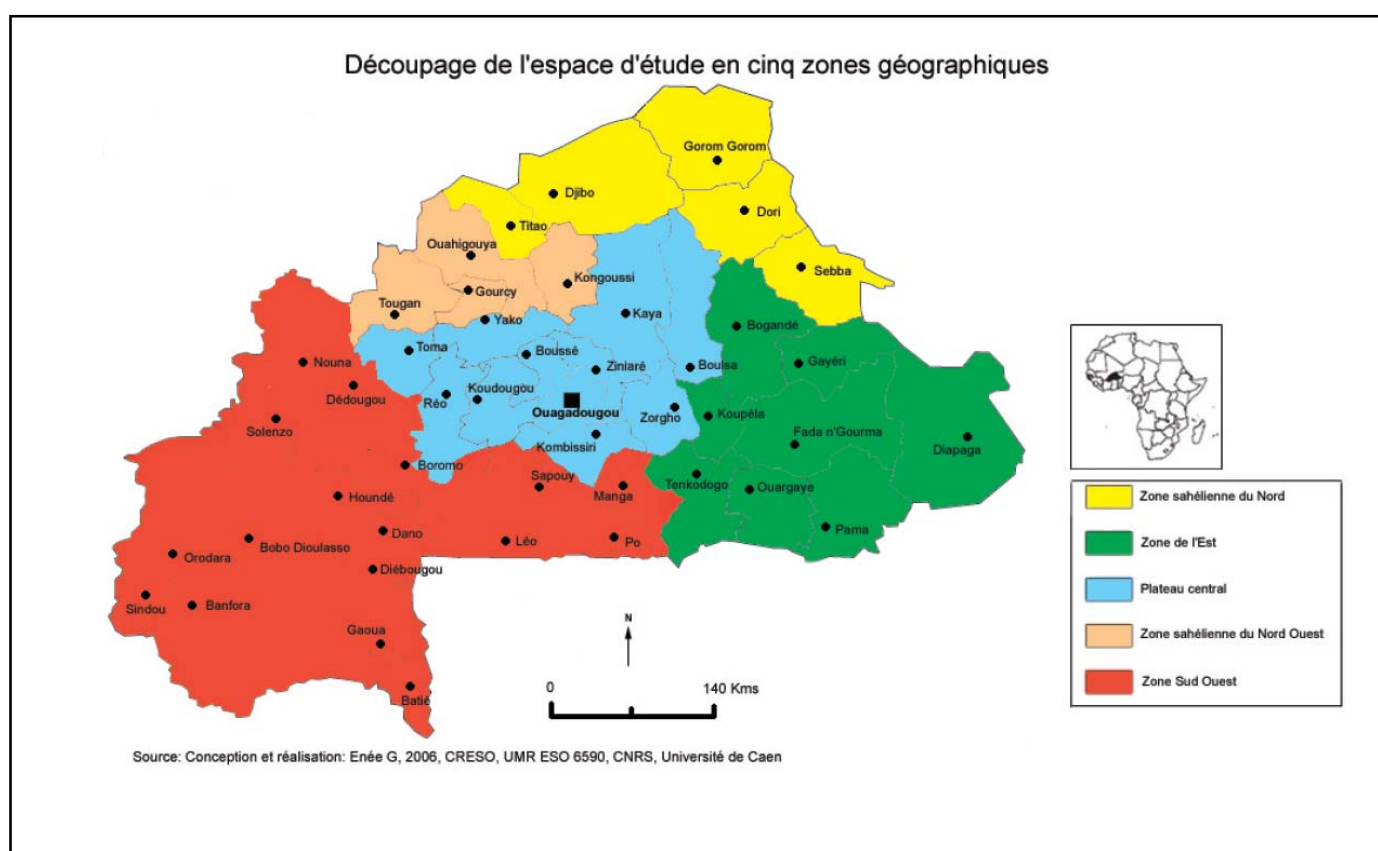 Découpage de l'espace d'étude en cinq zones géographiques
Gorom Gorom
Djibo
Dori
Titao
Ouahigouya
Sebba
Kongoussi
Gourcy
Tougan
Kaya
Yako
Bogandé
Toma
Boussé
Nouna
Ziniaré
Boulsa
Gayéri
Dédougou
Koudougou
Réo
Ouagadougou
Zorgho
Koupéla
Solenzo
Fada n'Gourma
Kombissiri
Diapaga
Boromo
Sapouy
Tenkodogo
Ouargaye
Manga
Houndé
Dano
Pama
Bobo Dioulasso
Léo
Po
Orodara
Diébougou
Sindou
Banfora
Gaoua
Batié
N
0 140 Kms
Zone sahélienne du Nord
Zone de l'Est
Plateau central
Zone sahélienne du Nord Ouest
Zone Sud Ouest
Source: Conception et réalisation: Enée G, 2006, CRESO, UMR ESO 6590, CNRS, Université de Caen